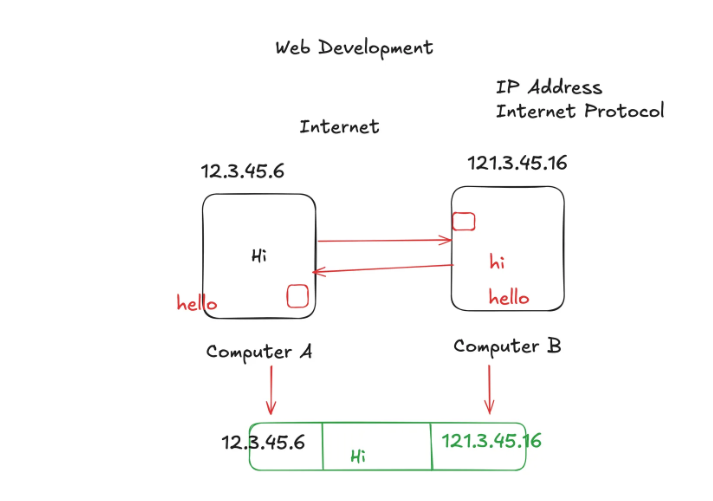 Web Development
IP Address
Internet Protocol
Internet
12.3.45.6
121.3.45.16
Hi
hi
hello
hello
Computer A
Computer B
12.3.45.6
Hi
121.3.45.16